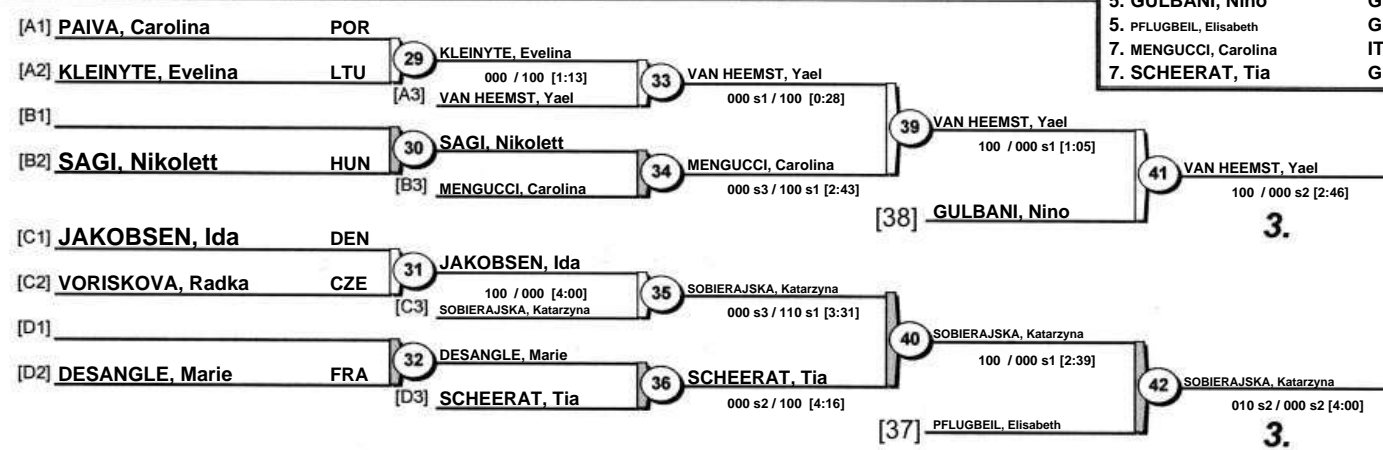 5. GULBANI, Nino G
5. PFLUGBEIL, Elisabeth G
7. MENGUCCI, Carolina IT
7. SCHEERAT, Tia G
[A1] PAIVA, Carolina POR
[A2] KLEINYTE, Evelina LTU
29
KLEINYTE, Evelina
000 / 100 [1:13]
[A3] VAN HEEMST, Yael
33
VAN HEEMST, Yael
000 s1 / 100 [0:28]
[B1]
[B2] SAGI, Nikolett HUN
30
SAGI, Nikolett
[B3] MENGUCCI, Carolina
34
MENGUCCI, Carolina
000 s3 / 100 s1 [2:43]
39
VAN HEEMST, Yael
100 / 000 s1 [1:05]
[38] GULBANI, Nino
41
VAN HEEMST, Yael
100 / 000 s2 [2:46]
3.
[C1] JAKOBSEN, Ida DEN
[C2] VORISKOVA, Radka CZE
31
JAKOBSEN, Ida
100 / 000 [4:00]
[C3] SOBIERAJSKA, Katarzyna
35
SOBIERAJSKA, Katarzyna
000 s3 / 110 s1 [3:31]
[D1]
[D2] DESANGLE, Marie FRA
32
DESANGLE, Marie
[D3] SCHEERAT, Tia
36
SCHEERAT, Tia
000 s2 / 100 [4:16]
40
SOBIERAJSKA, Katarzyna
100 / 000 s1 [2:39]
[37] PFLUGBEIL, Elisabeth
42
SOBIERAJSKA, Katarzyna
010 s2 / 000 s2 [4:00]
3.